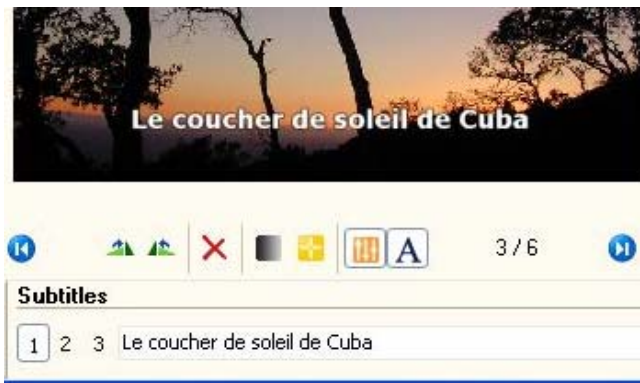 Le coucher de soleil de Cuba
A 3 / 6
Subtitles
1 2 3 Le coucher de soleil de Cuba